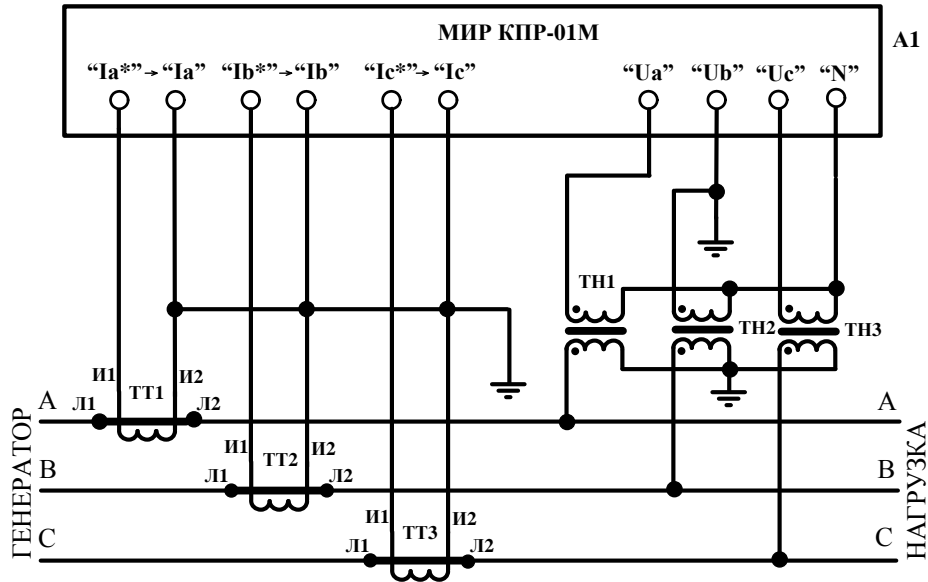 МИР КПР-01М
А1
“Ia*”→“Ia” “Ib*”→“Ib” “Ic*”→“Ic” “Ua” “Ub” “Uc” “N”
ТН1
ТН2
ТН3
И1
ТТ1
И2
А
Л1
Л2
А
И1
ТТ2
И2
В
Л1
Л2
В
И1
ТТ3
И2
С
Л1
Л2
С
ГЕНЕРАТОР
НАГРУЗКА